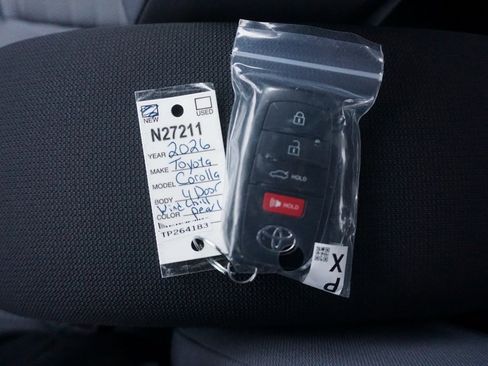 NEW
USED
N27211
YEAR 2026
MAKE Toyota
MODEL Corolla
BODY 4 Door
COLOR Wind Chill
Pearl
TP264183
HOLD
HOLD
X
P